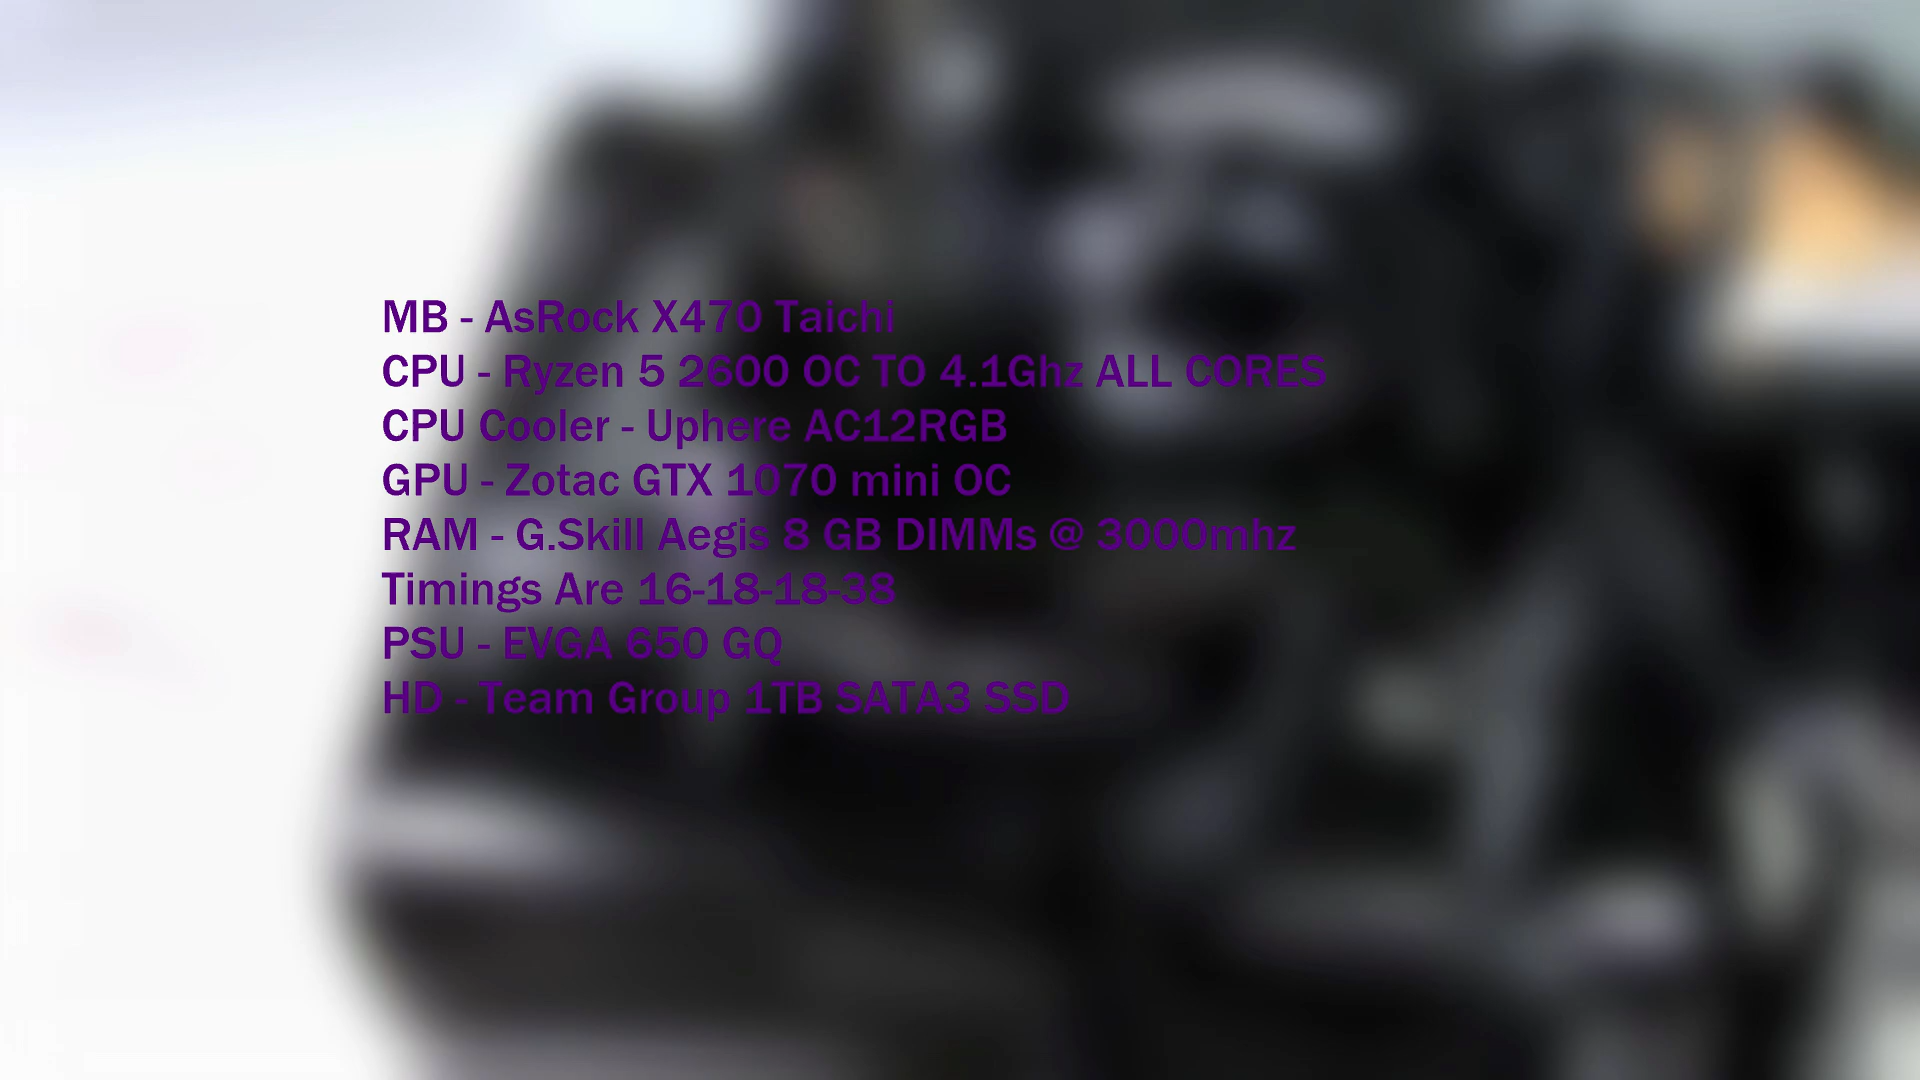 MB - AsRock X470 Taichi
CPU - Ryzen 5 2600 OC TO 4.1Ghz ALL CORES
CPU Cooler - Uphere AC12RGB
GPU - Zotac GTX 1070 mini OC
RAM - G.Skill Aegis 8 GB DIMMs @ 3000mhz
Timings Are 16-18-18-38
PSU - EVGA 650 GQ
HD - Team Group 1TB SATA3 SSD